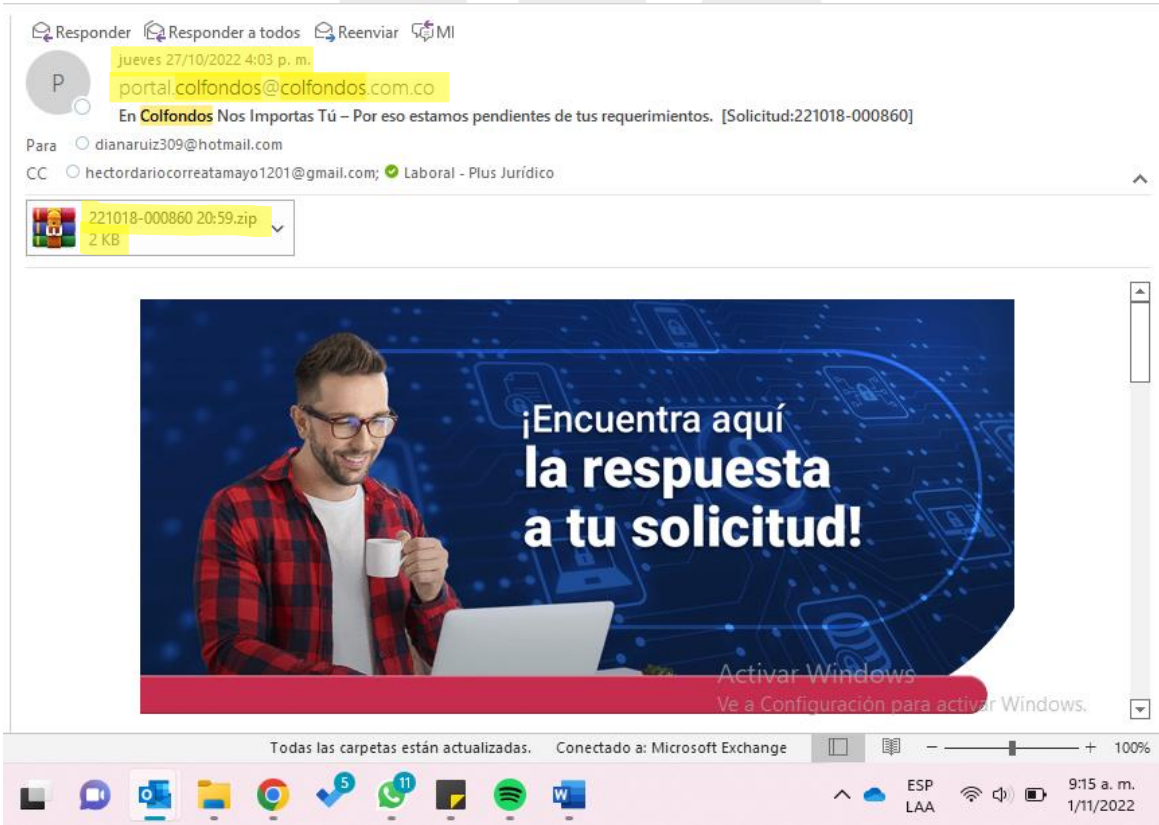 Responder Responder a todos Reenviar MI
jueves 27/10/2022 4:03 p. m.
P
portal.colfondos@colfondos.com.co
En Colfondos Nos Importas Tú – Por eso estamos pendientes de tus requerimientos. [Solicitud:221018-000860]
Para dianaruiz309@hotmail.com
CC hectordariocorreatamayo1201@gmail.com; Laboral - Plus Jurídico
221018-000860 20:59.zip
2 KB
¡Encuentra aquí
la respuesta
a tu solicitud!
Activar Windows
Ve a Configuración para activar Windows.
Todas las carpetas están actualizadas. Conectado a: Microsoft Exchange - + 100%
5 11 W ESP 9:15 a. m.
LAA 1/11/2022